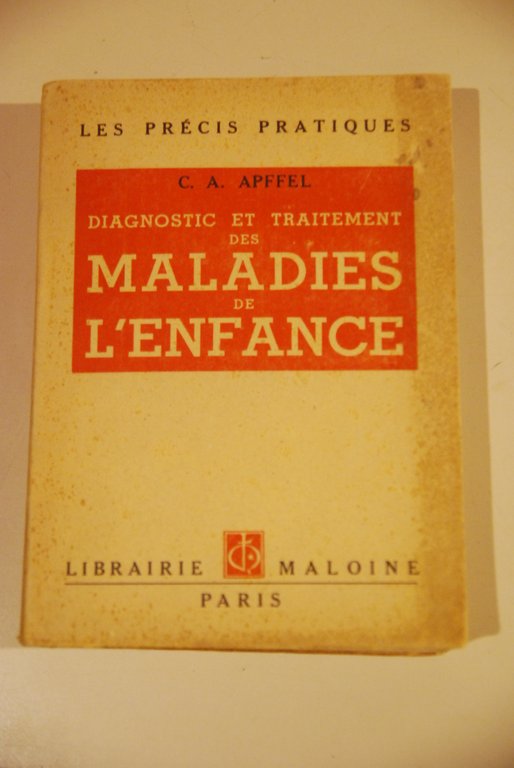 LES PRÉCIS PRATIQUES
C. A. APFFEL
DIAGNOSTIC ET TRAITEMENT
DES
MALADIES
DE
L'ENFANCE
LIBRAIRIE MALOINE
PARIS